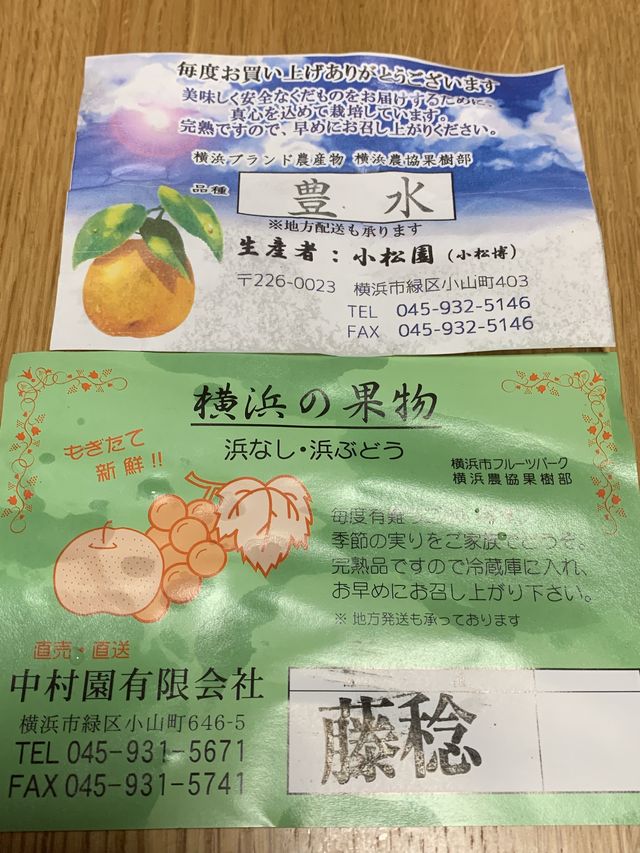 毎度お買い上げありがとうございます
美味しく安全なくだものをお届けするために、
真心を込めて栽培しています。
完熟ですので、早めにお召し上がりください。
横浜ブランド農産物 横浜農協果樹部
品種
豊水
※地方配送も承ります
生産者:小松園(小松博)
〒226-0023 横浜市緑区小山町403
TEL 045-932-5146
FAX 045-932-5146
横浜の果物
浜なし・浜ぶどう
もぎたて
新鮮!!
横浜市フルーツパーク
横浜農協果樹部
毎度有難う
季節の実りをご家族でどうぞ。
完熟品ですので冷蔵庫に入れ、
お早めにお召し上がり下さい。
※ 地方発送も承っております
直売・直送
中村園有限会社
横浜市緑区小山町646-5
TEL 045-931-5671
FAX 045-931-5741
藤稔